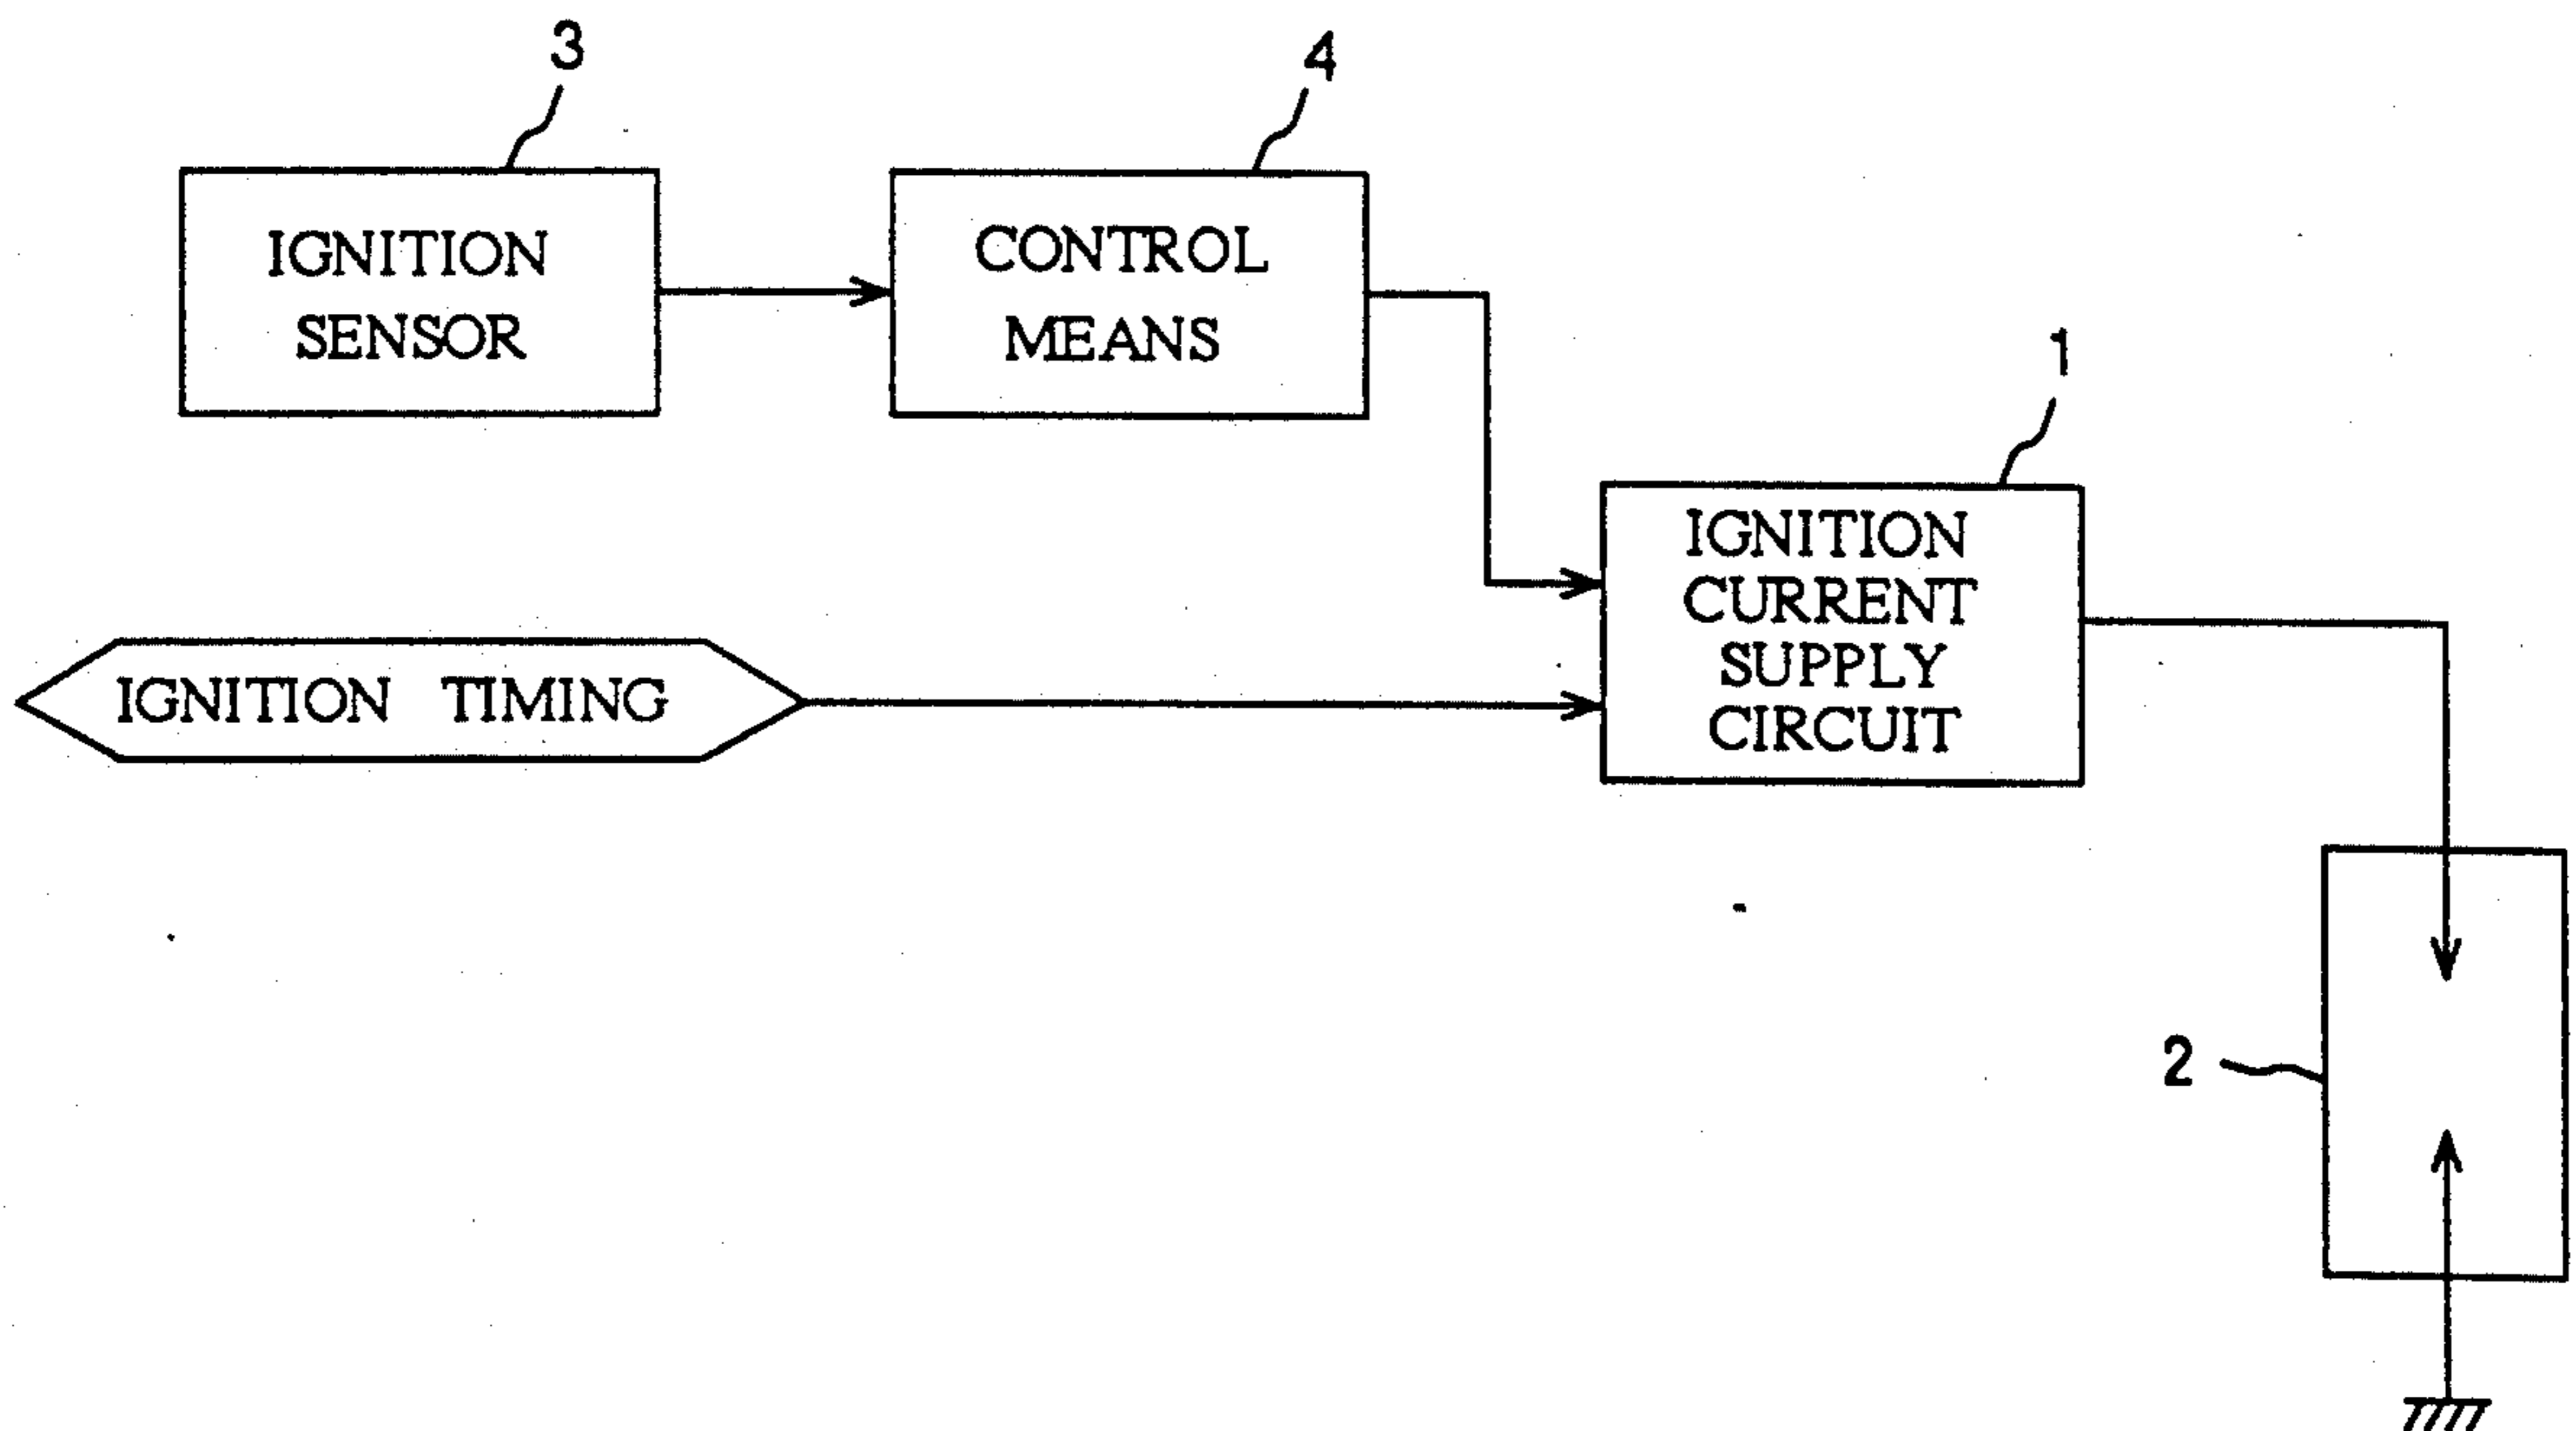 3
4
IGNITION
SENSOR
CONTROL
MEANS
1
IGNITION
CURRENT
SUPPLY
CIRCUIT
IGNITION TIMING
2